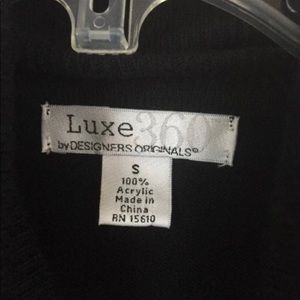 Luxe360°
by DESIGNERS ORIGINALS®
S
100%
Acrylic
Made in
China
RN 15610